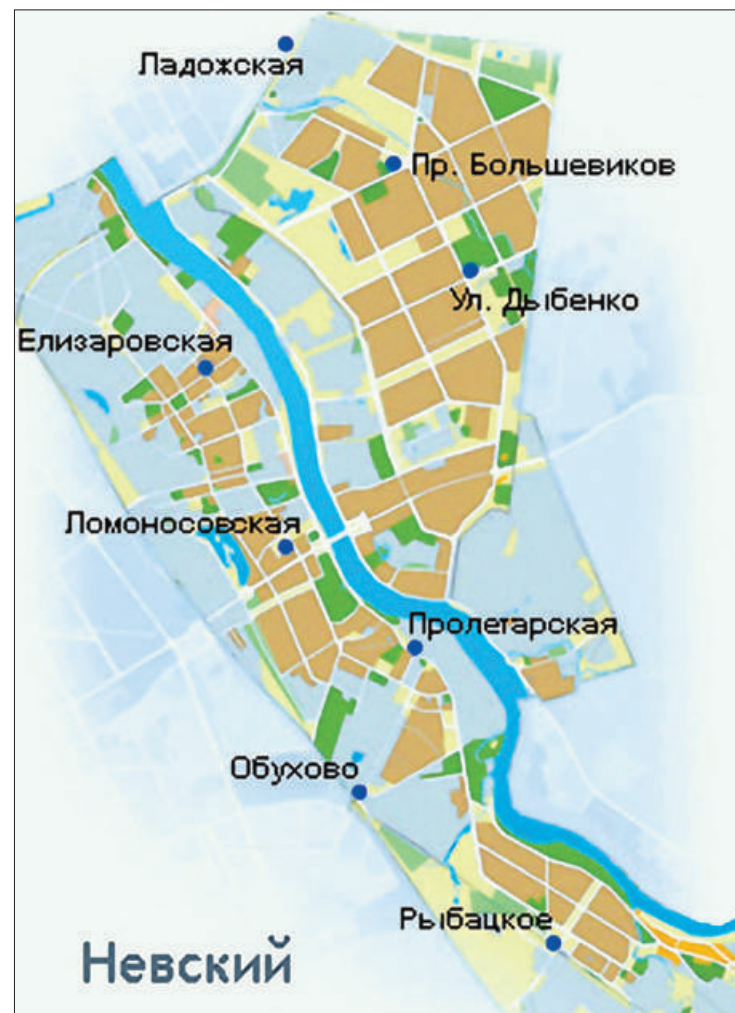 Ладожская
Пр. Большевиков
Ул. Дыбенко
Елизаровская
Ломоносовская
Пролетарская
Обухово
Рыбацкое
Невский